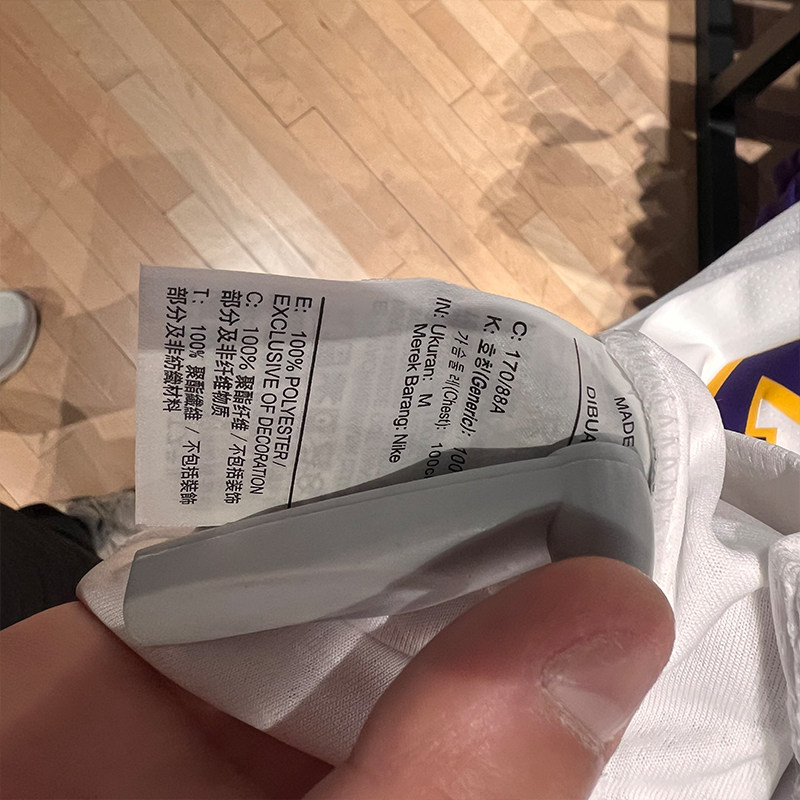 MADE
DIBUA
C: 170/88A
K: 호칭(Generic): 100
가슴둘레(Chest): 100c
IN: Ukuran: M
Merek Barang: Nike
E: 100% POLYESTER/
EXCLUSIVE OF DECORATION
C: 100% 聚酯纤维 / 不包括装饰
部分及非纤维物质
T: 100% 聚酯纖維 / 不包括裝飾
部分及非紡織材料